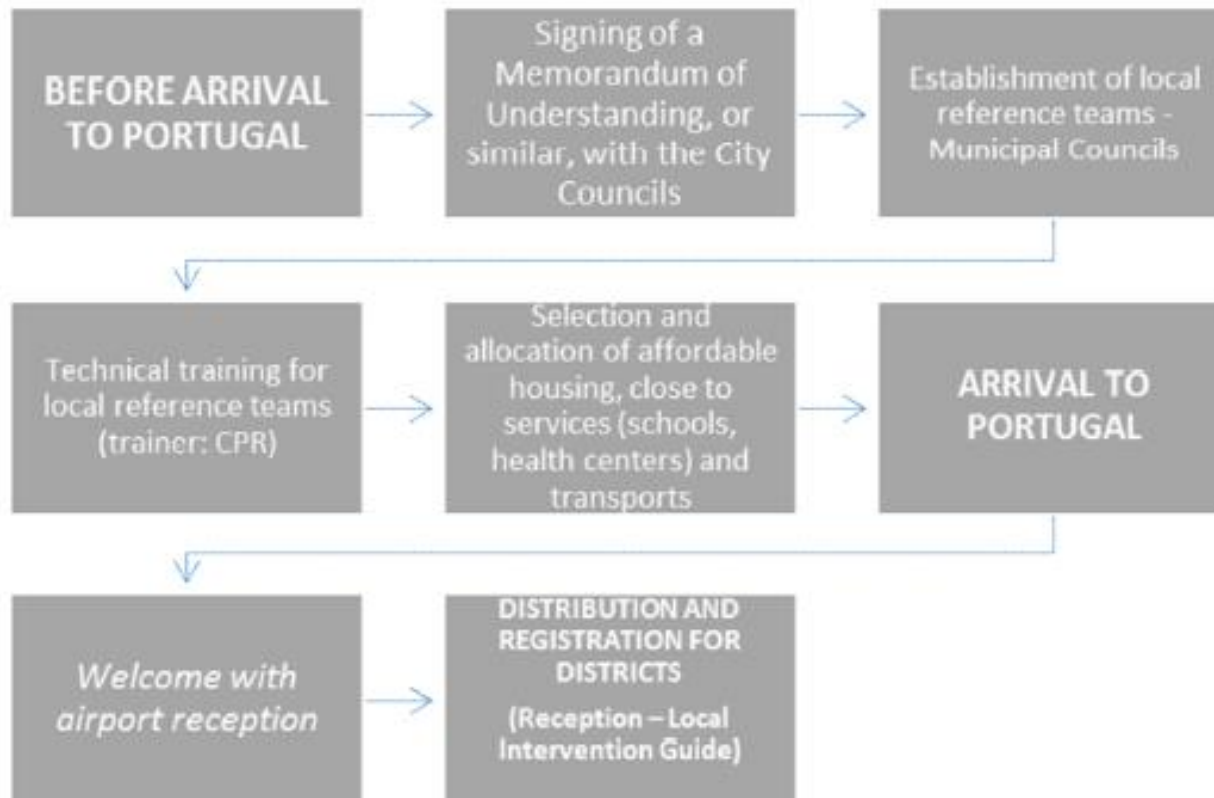 BEFORE ARRIVAL
TO PORTUGAL
Signing of a
Memorandum of
Understanding, or
similar, with the City
Councils
Establishment of local
reference teams -
Municipal Councils
Technical training for
local reference teams
(trainer: CPR)
Selection and
allocation of affordable
housing, close to
services (schools,
health centers) and
transports
ARRIVAL TO
PORTUGAL
Welcome with
airport reception
DISTRIBUTION AND
REGISTRATION FOR
DISTRICTS
(Reception – Local
Intervention Guide)